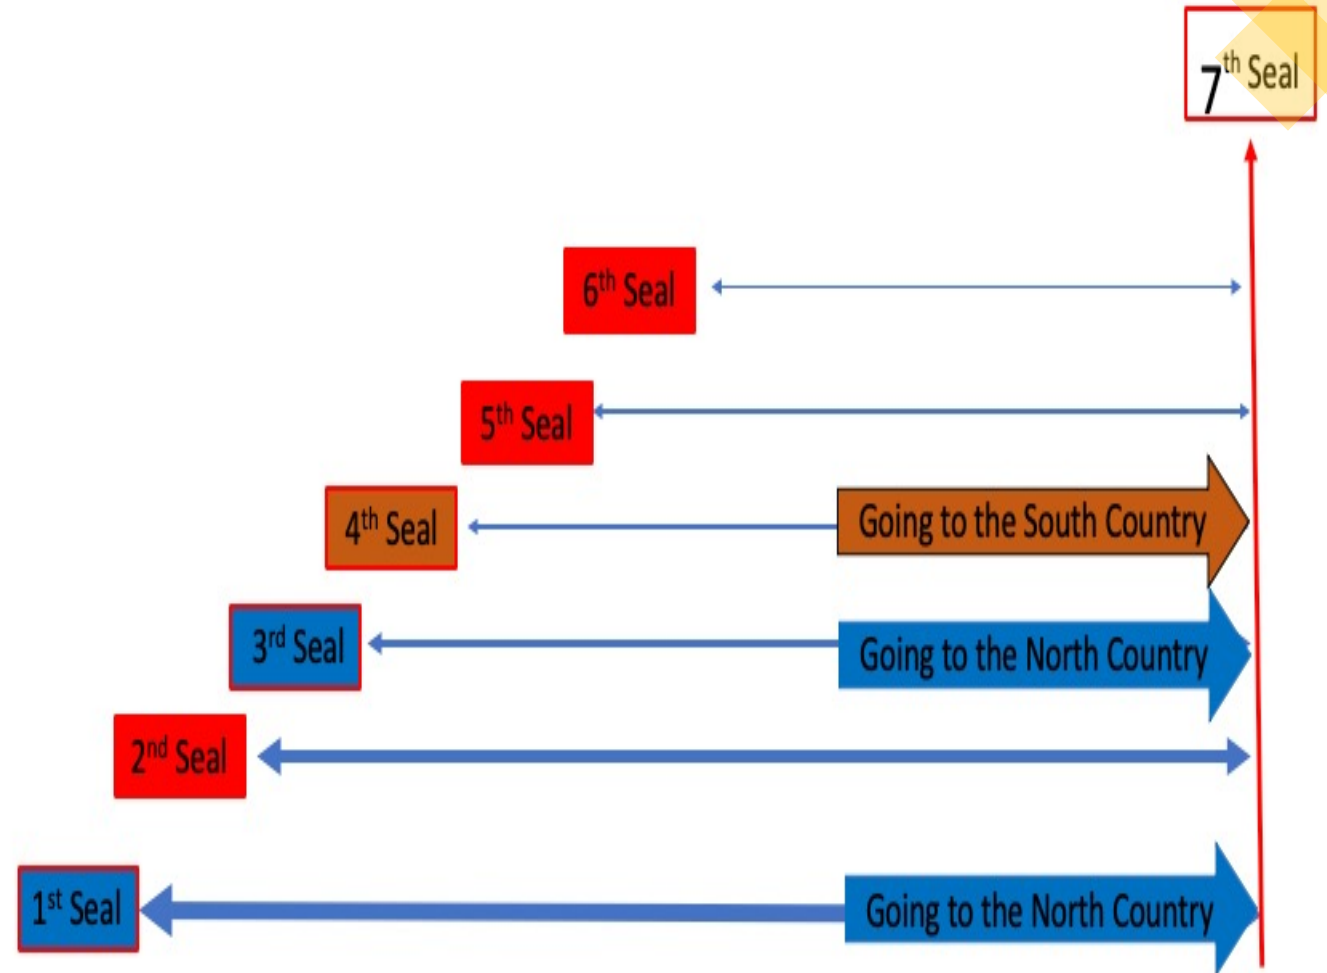 7th Seal
6th Seal
5th Seal
4th Seal
Going to the South Country
3rd Seal
Going to the North Country
2nd Seal
1st Seal
Going to the North Country